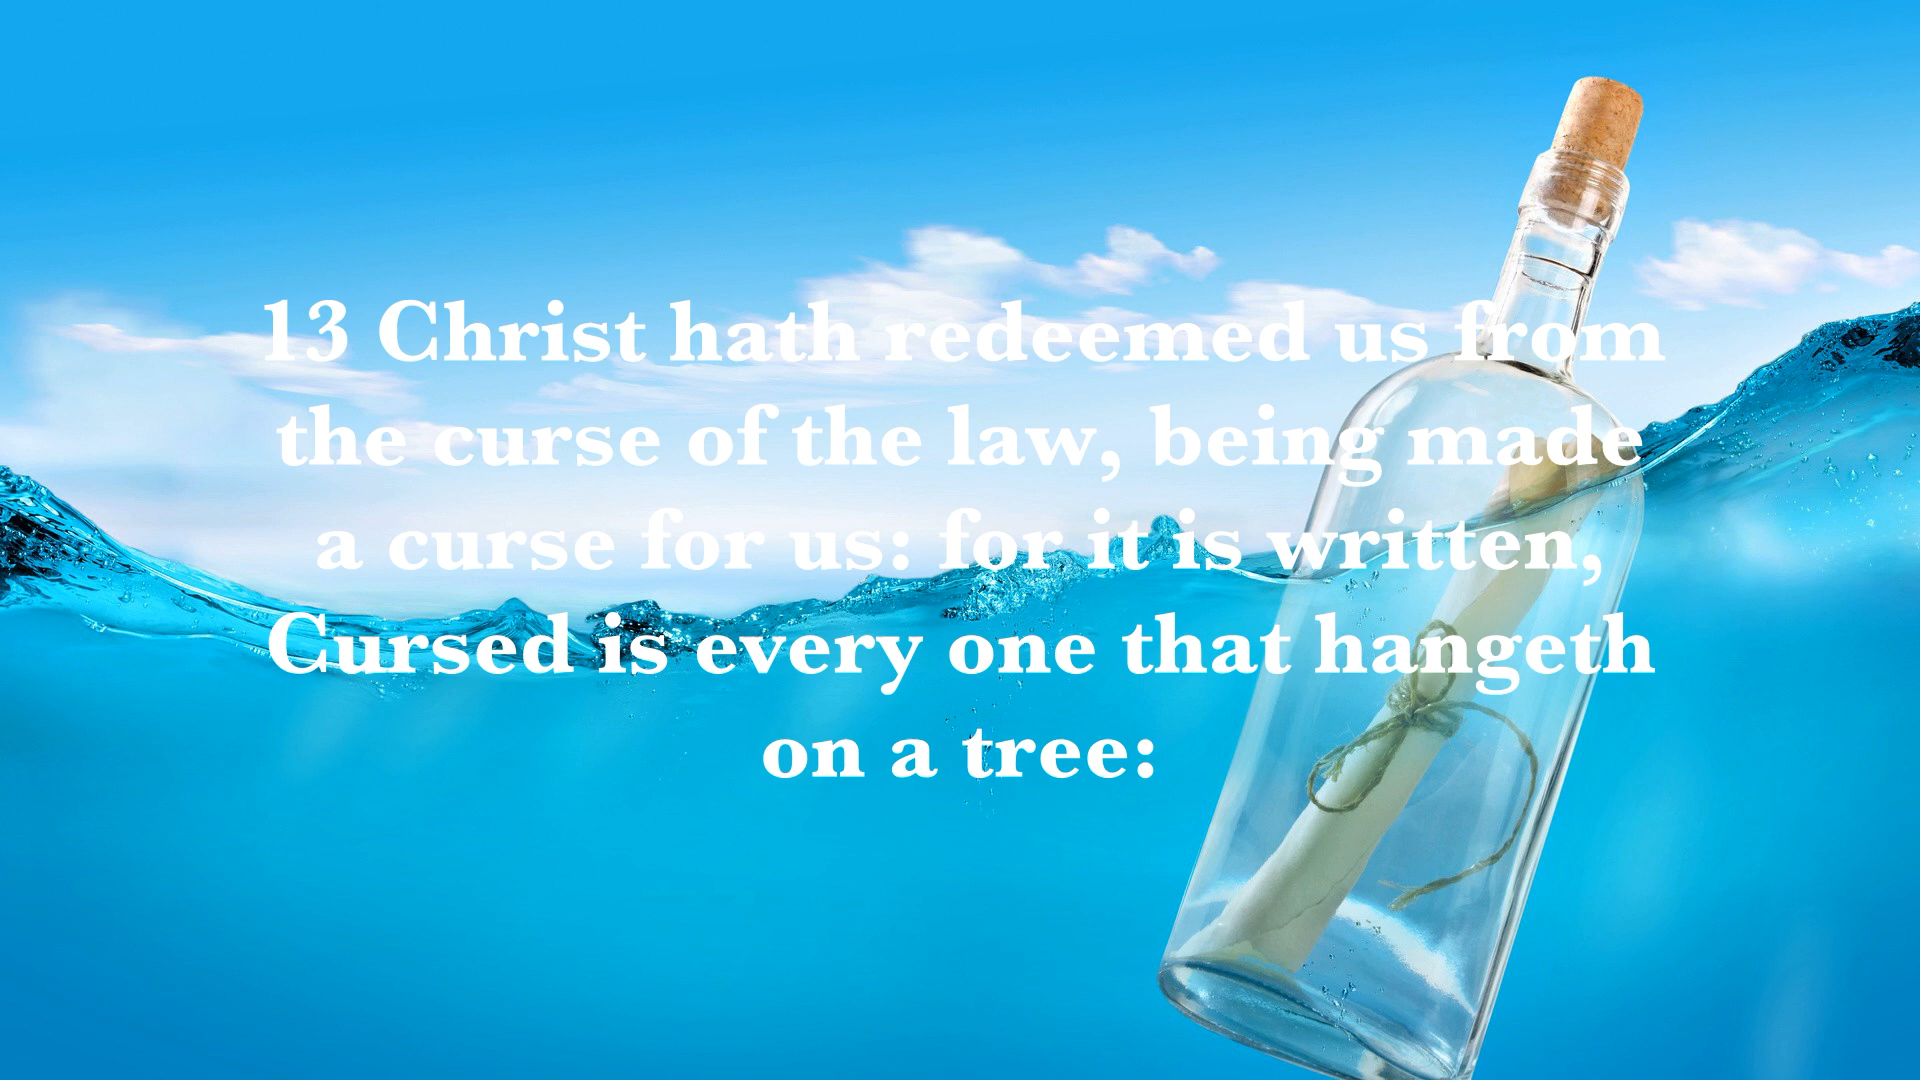 13 Christ hath redeemed us from
the curse of the law, being made
a curse for us: for it is written,
Cursed is every one that hangeth
on a tree: